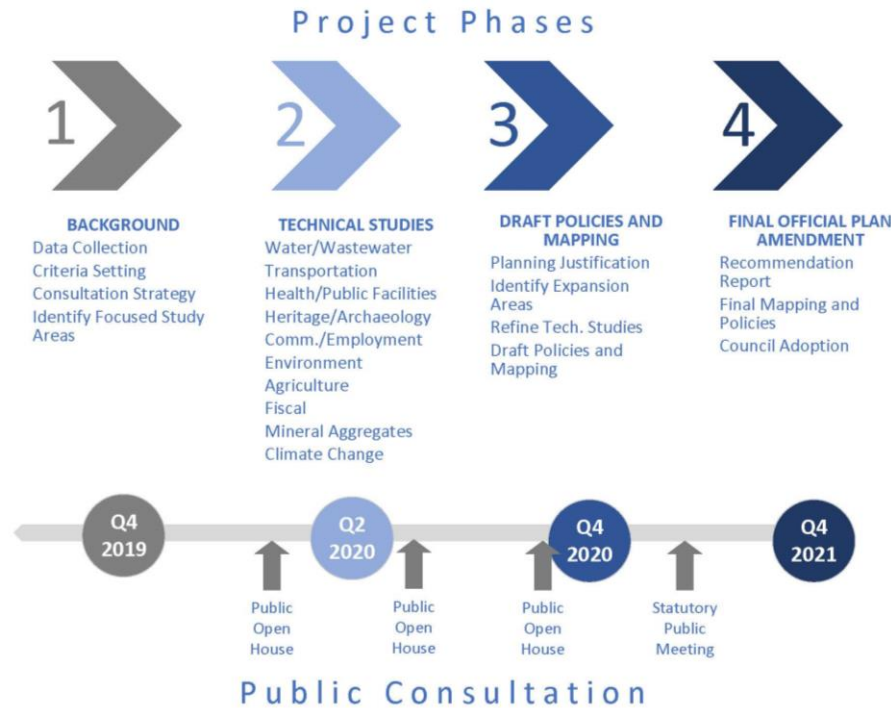 Project Phases
1
2
3
4
BACKGROUND
Data Collection
Criteria Setting
Consultation Strategy
Identify Focused Study
Areas
TECHNICAL STUDIES
Water/Wastewater
Transportation
Health/Public Facilities
Heritage/Archaeology
Comm./Employment
Environment
Agriculture
Fiscal
Mineral Aggregates
Climate Change
DRAFT POLICIES AND
MAPPING
Planning Justification
Identify Expansion
Areas
Refine Tech. Studies
Draft Policies and
Mapping
FINAL OFFICIAL PLAN
AMENDMENT
Recommendation
Report
Final Mapping and
Policies
Council Adoption
Q4
2019
Q2
2020
Q4
2020
Q4
2021
Public
Open
House
Public
Open
House
Public
Open
House
Statutory
Public
Meeting
Public Consultation